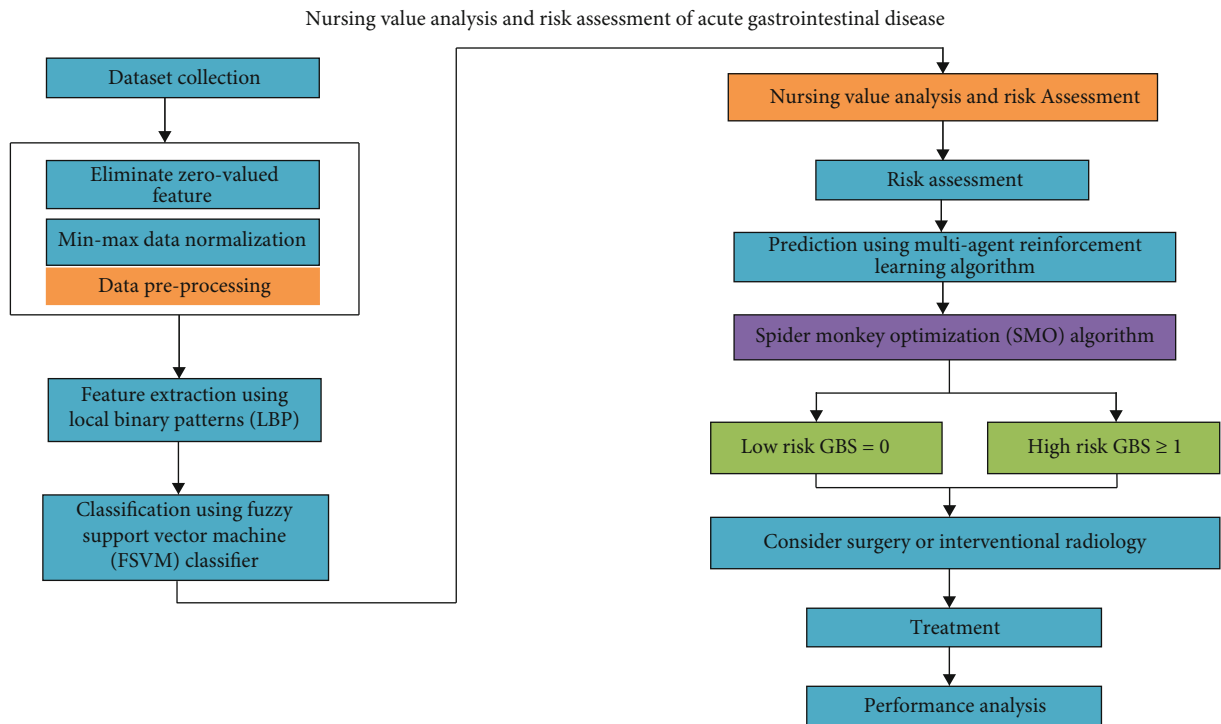 Nursing value analysis and risk assessment of acute gastrointestinal disease
Dataset collection
Eliminate zero-valued
feature
Min-max data normalization
Data pre-processing
Feature extraction using
local binary patterns (LBP)
Classification using fuzzy
support vector machine
(FSVM) classifier
Nursing value analysis and risk Assessment
Risk assessment
Prediction using multi-agent reinforcement
learning algorithm
Spider monkey optimization (SMO) algorithm
Low risk GBS = 0
High risk GBS ≥ 1
Consider surgery or interventional radiology
Treatment
Performance analysis